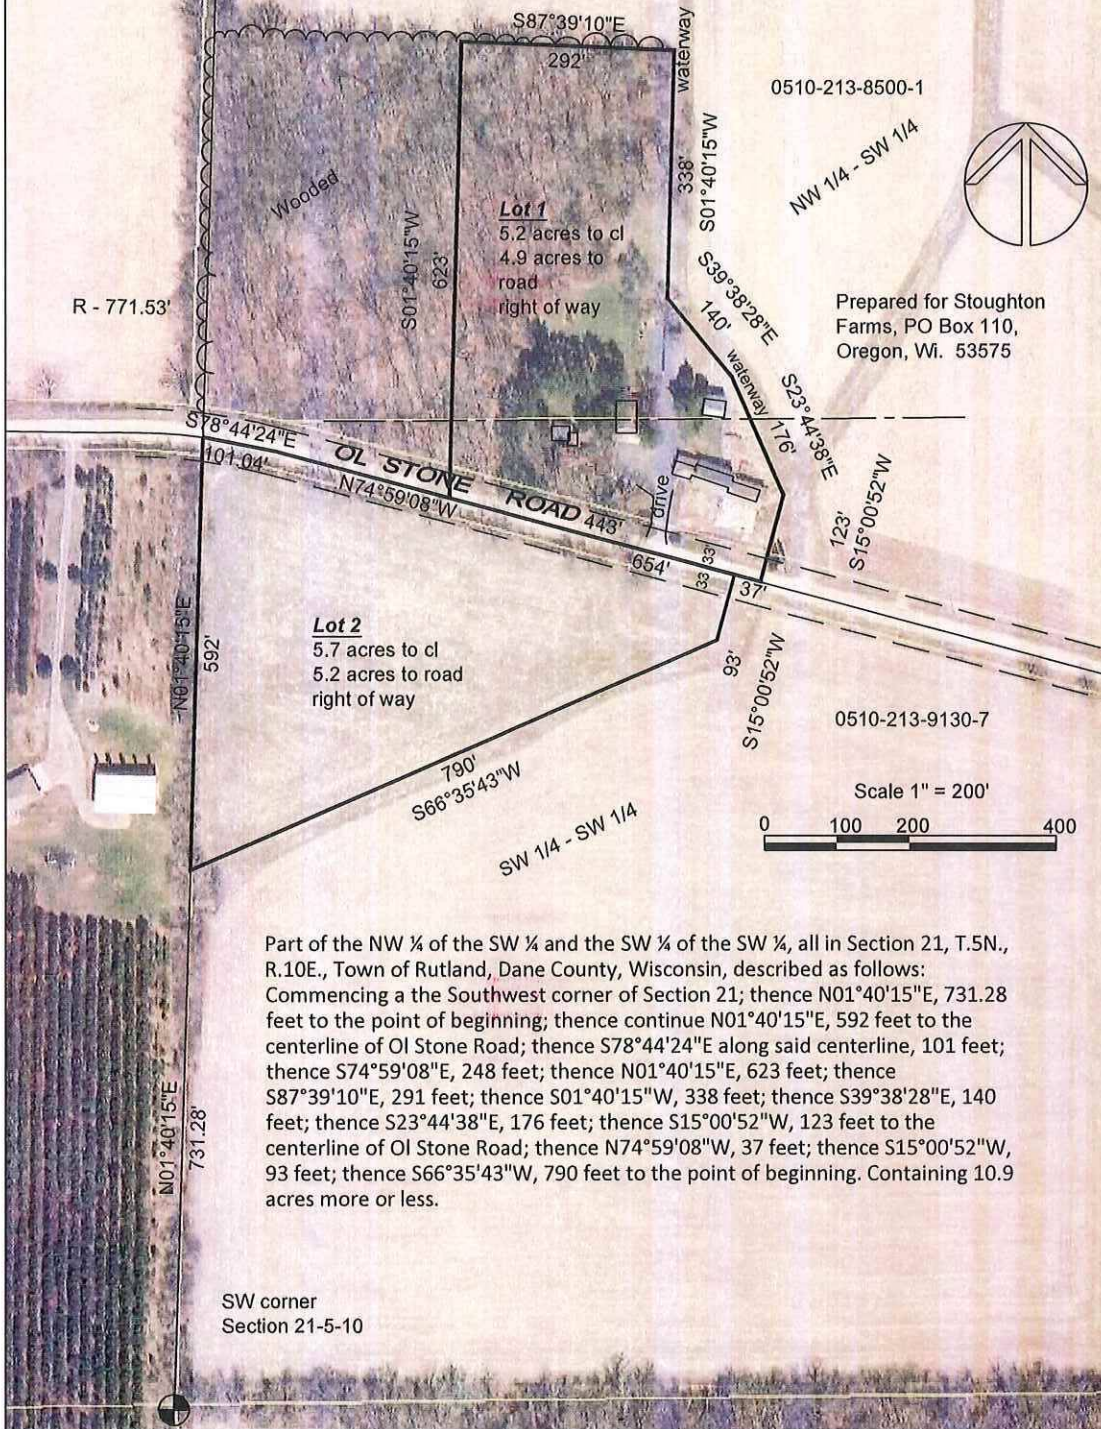 S87°39'10"E
292'
waterway
0510-213-8500-1
NW 1/4 - SW 1/4
338'
S01°40'15"W
Wooded
Lot 1
5.2 acres to cl
4.9 acres to
road
right of way
S01°40'15"W
623'
R - 771.53'
S39°38'28"E
140'
Prepared for Stoughton
Farms, PO Box 110,
Oregon, Wi. 53575
waterway
S23°44'38"E
176'
S78°44'24"E
101.04'
OL STONE ROAD
N74°59'08"W
443'
drive
123'
S15°00'52"W
654'
33 33'
37'
N01°40'15"E
592'
Lot 2
5.7 acres to cl
5.2 acres to road
right of way
93'
S15°00'52"W
0510-213-9130-7
790'
S66°35'43"W
Scale 1" = 200'
0 100 200 400
SW 1/4 - SW 1/4
Part of the NW ¼ of the SW ¼ and the SW ¼ of the SW ¼, all in Section 21, T.5N.,
R.10E., Town of Rutland, Dane County, Wisconsin, described as follows:
Commencing a the Southwest corner of Section 21; thence N01°40'15"E, 731.28
feet to the point of beginning; thence continue N01°40'15"E, 592 feet to the
centerline of Ol Stone Road; thence S78°44'24"E along said centerline, 101 feet;
thence S74°59'08"E, 248 feet; thence N01°40'15"E, 623 feet; thence
S87°39'10"E, 291 feet; thence S01°40'15"W, 338 feet; thence S39°38'28"E, 140
feet; thence S23°44'38"E, 176 feet; thence S15°00'52"W, 123 feet to the
centerline of Ol Stone Road; thence N74°59'08"W, 37 feet; thence S15°00'52"W,
93 feet; thence S66°35'43"W, 790 feet to the point of beginning. Containing 10.9
acres more or less.
N01°40'15"E
731.28'
SW corner
Section 21-5-10